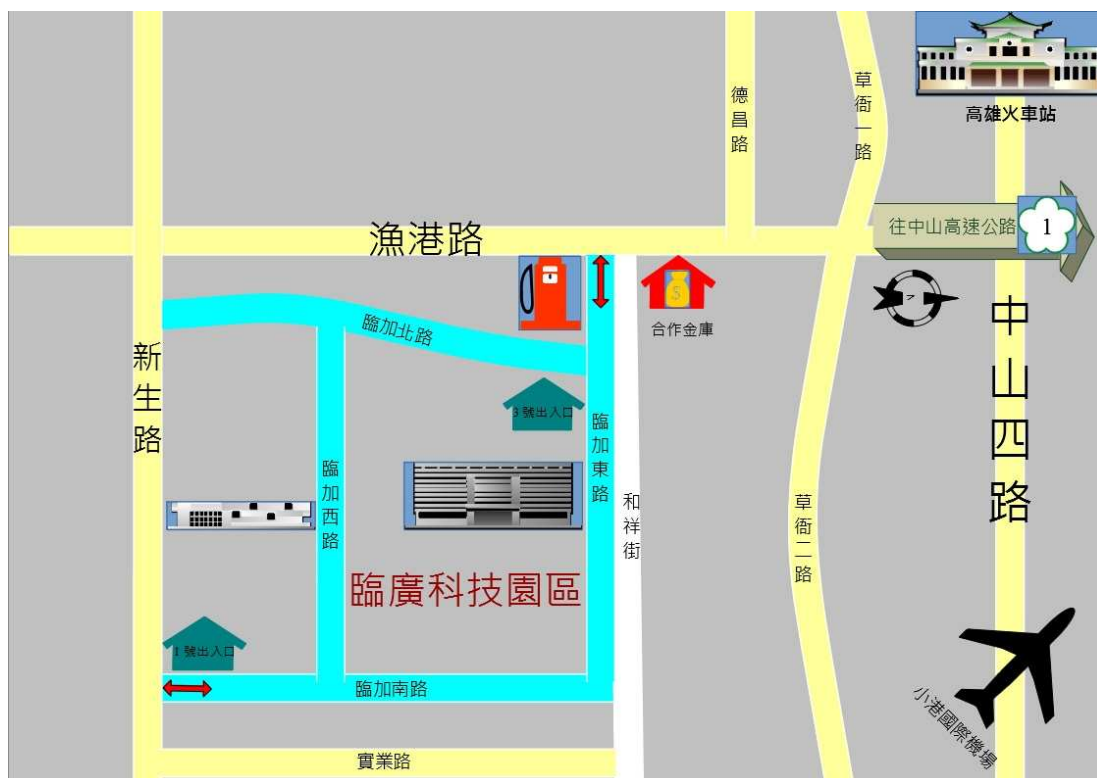 高雄火車站
德昌路
草衙一路
漁港路
往中山高速公路
1
合作金庫
臨加北路
新生路
中山四路
3 號出入口
臨加東路
臨加西路
和祥街
草衙二路
臨廣科技園區
1 號出入口
臨加南路
小港國際機場
實業路